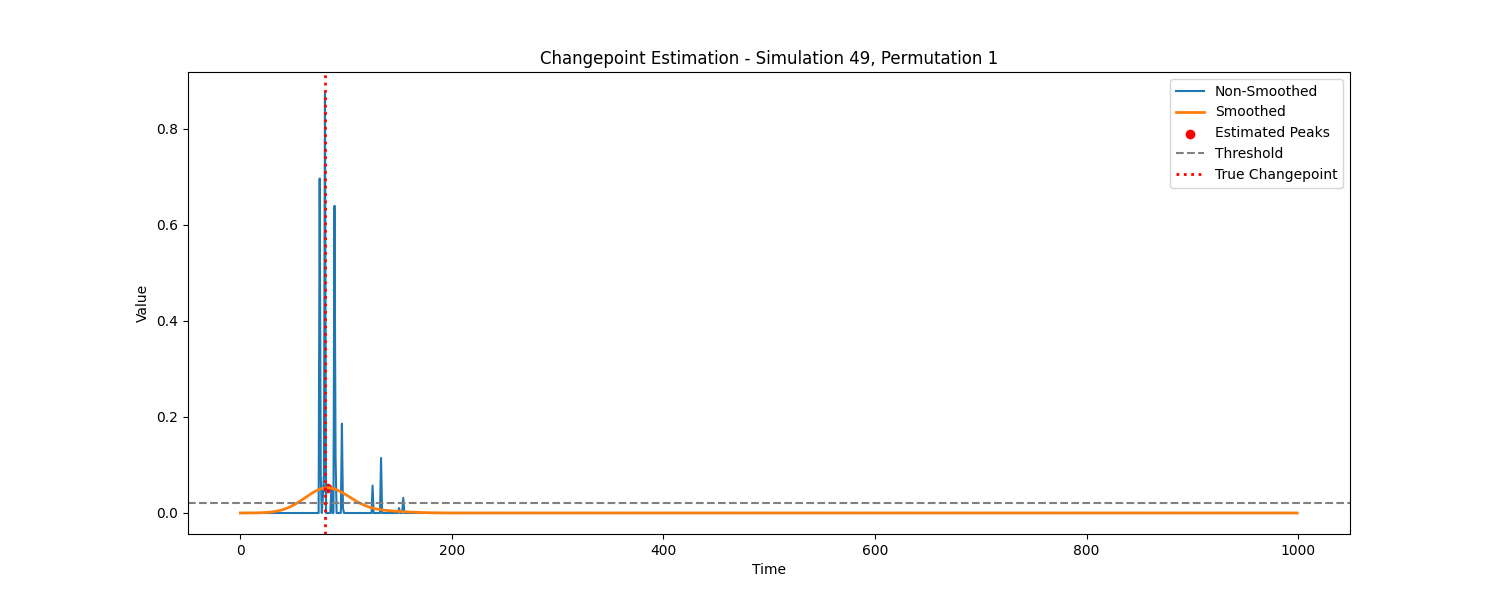 Changepoint Estimation - Simulation 49, Permutation 1
Non-Smoothed
Smoothed
Estimated Peaks
Threshold
True Changepoint
Value
0.8
0.6
0.4
0.2
0.0
0 200 400 600 800 1000
Time